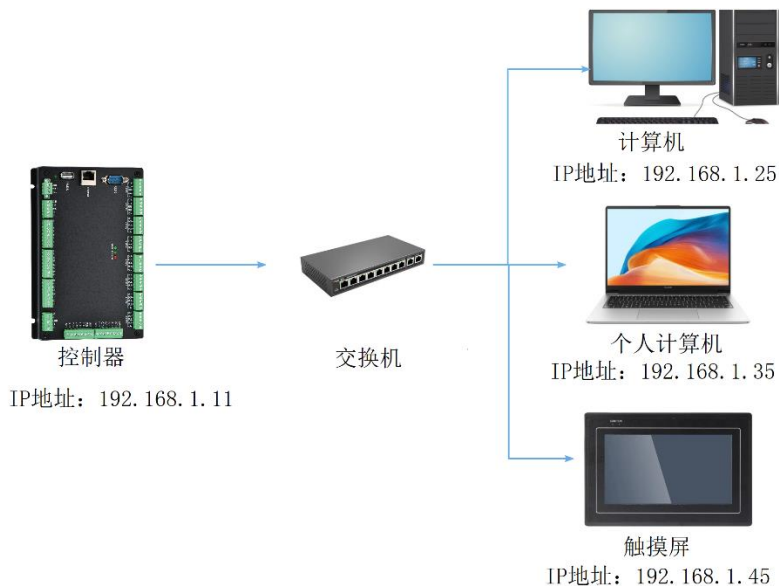 计算机
IP地址：192.168.1.25
控制器
IP地址：192.168.1.11
交换机
个人计算机
IP地址：192.168.1.35
触摸屏
IP地址：192.168.1.45